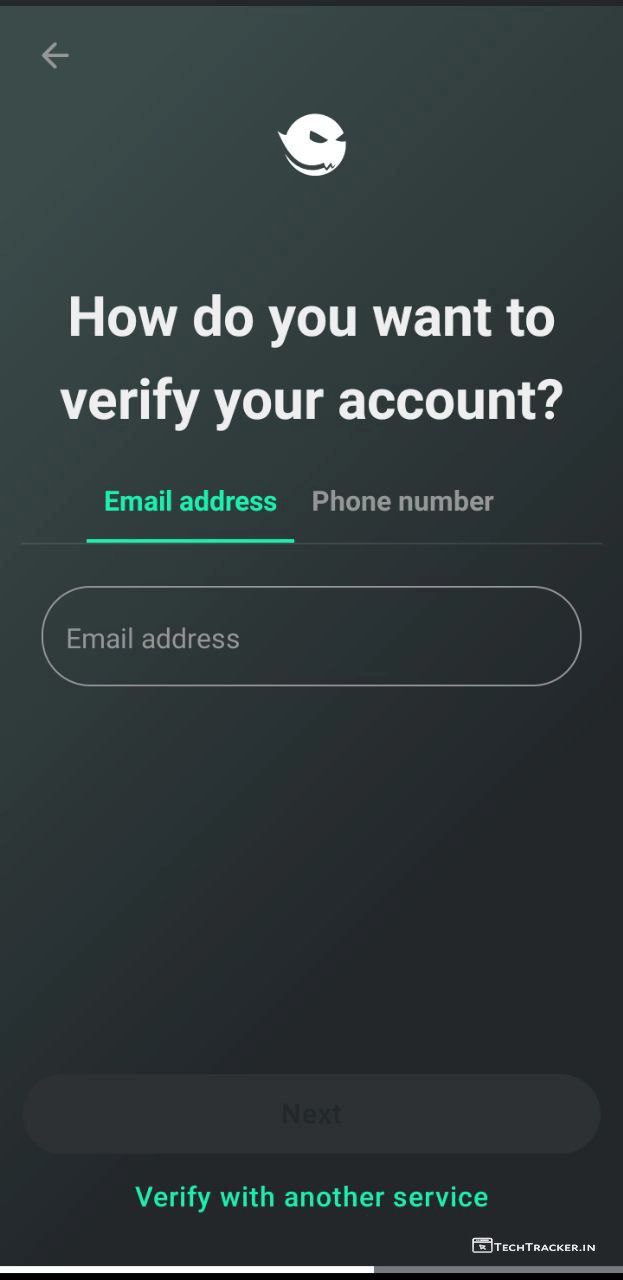 How do you want to
verify your account?
Email address Phone number
Email address
Next
Verify with another service
TECHTRACKER.IN